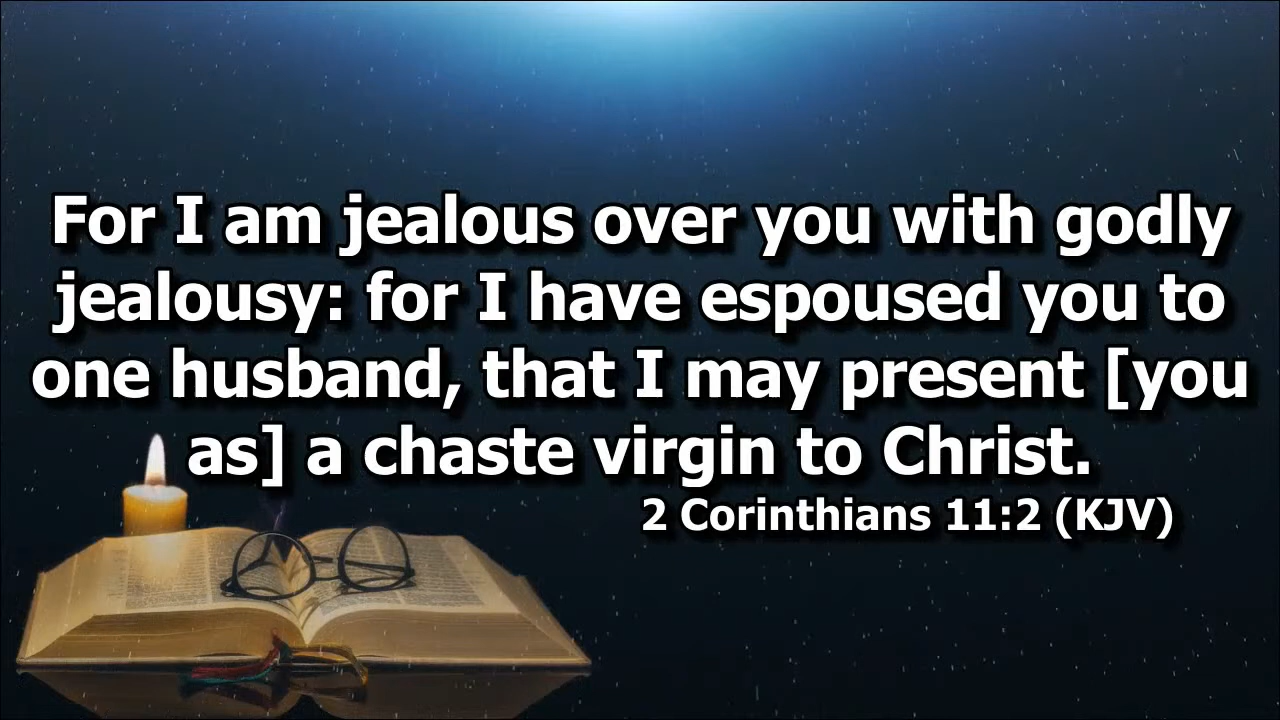 For I am jealous over you with godly
jealousy: for I have espoused you to
one husband, that I may present [you
as] a chaste virgin to Christ.
2 Corinthians 11:2 (KJV)